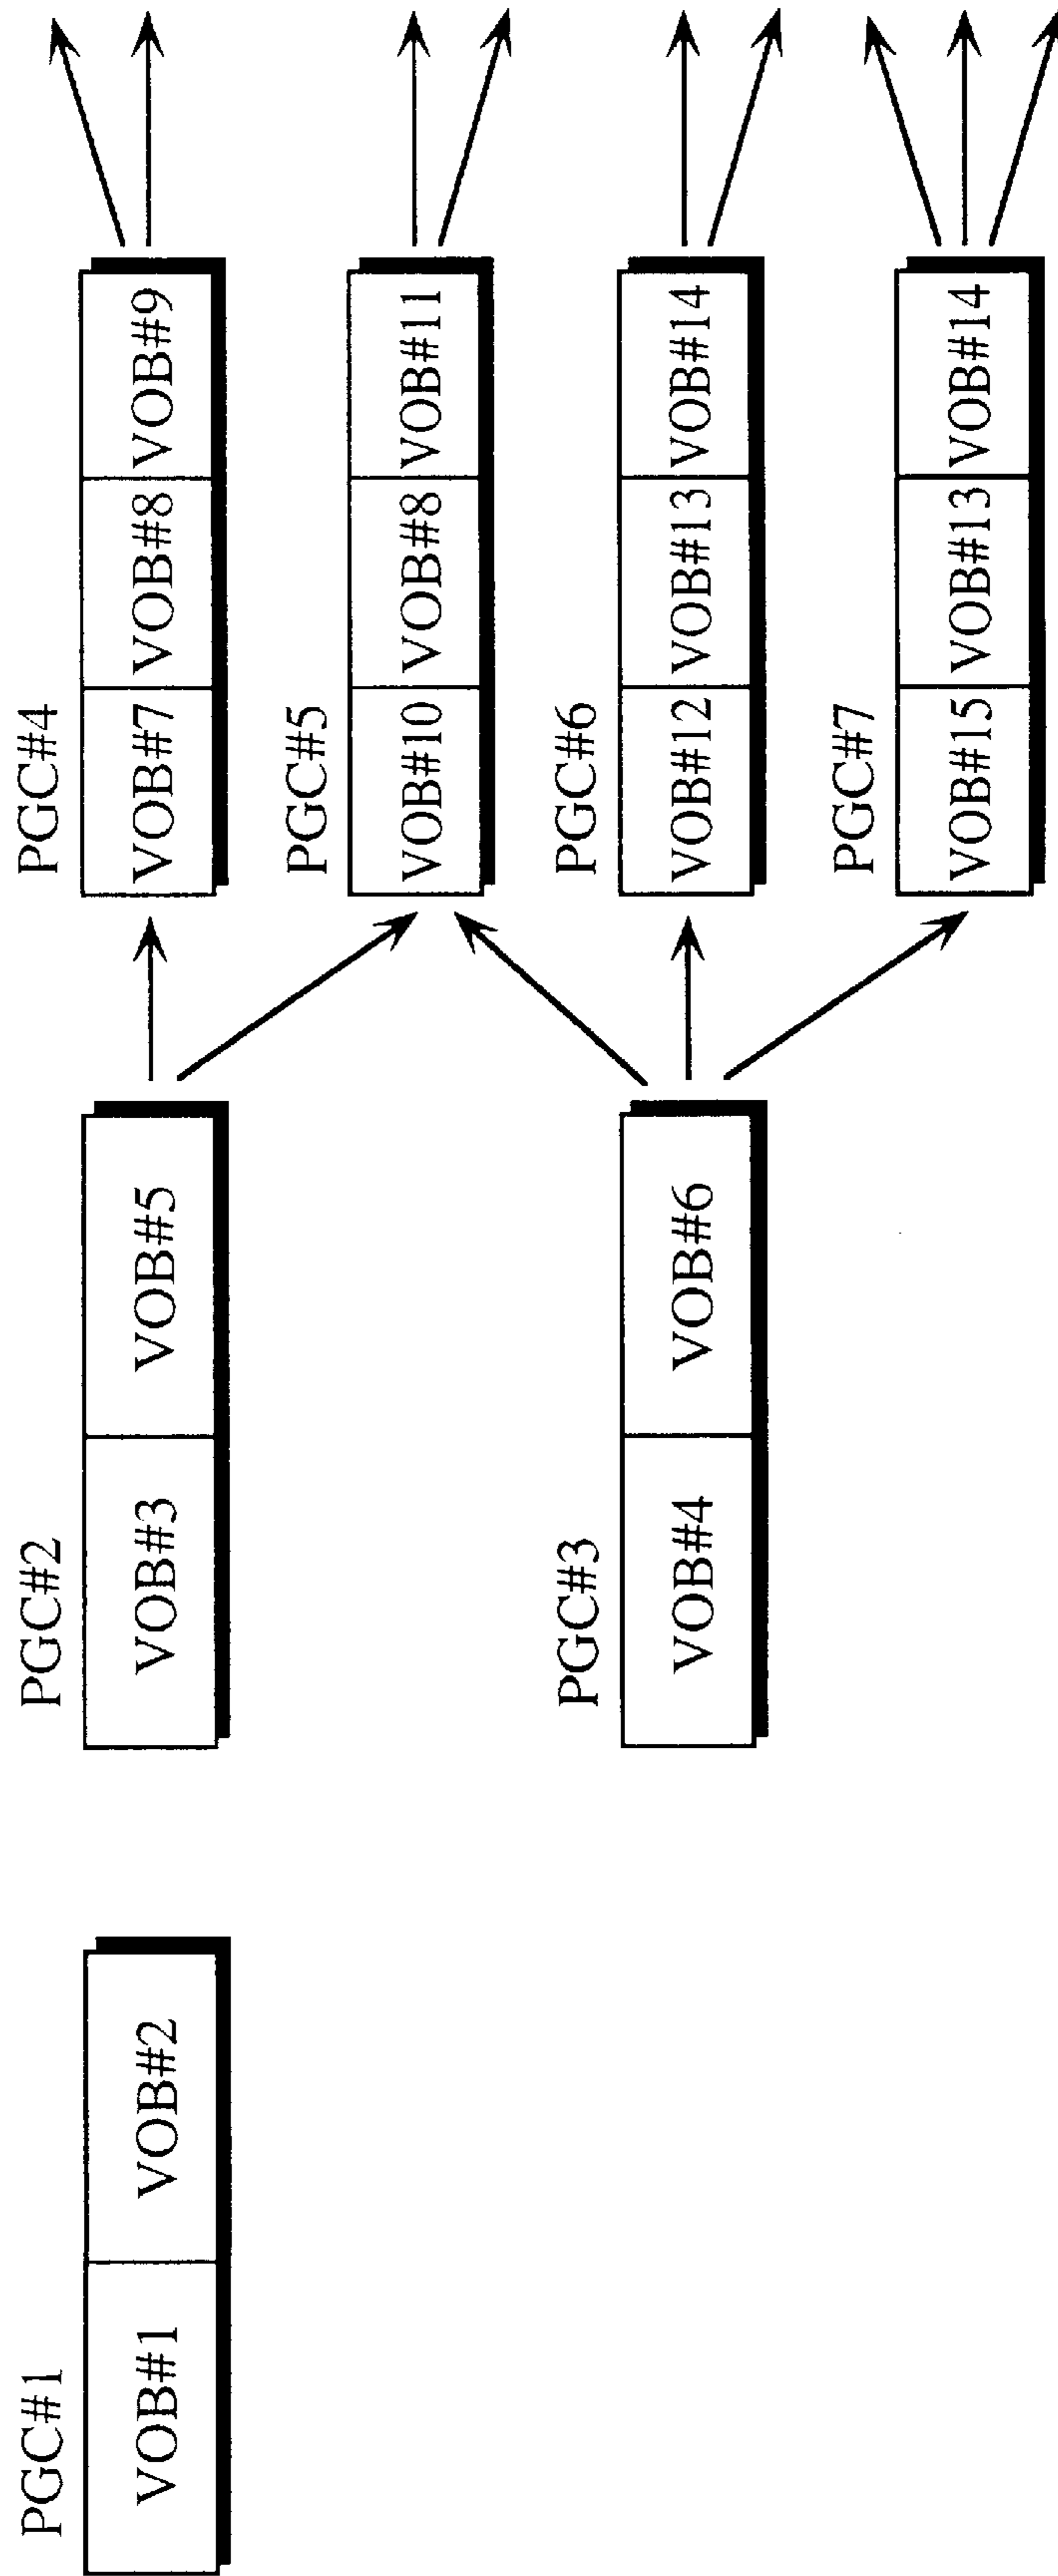 PGC#1
VOB#1 VOB#2
PGC#2
VOB#3 VOB#5
PGC#3
VOB#4 VOB#6
PGC#4
VOB#7 VOB#8 VOB#9
PGC#5
VOB#10 VOB#8 VOB#11
PGC#6
VOB#12 VOB#13 VOB#14
PGC#7
VOB#15 VOB#13 VOB#14